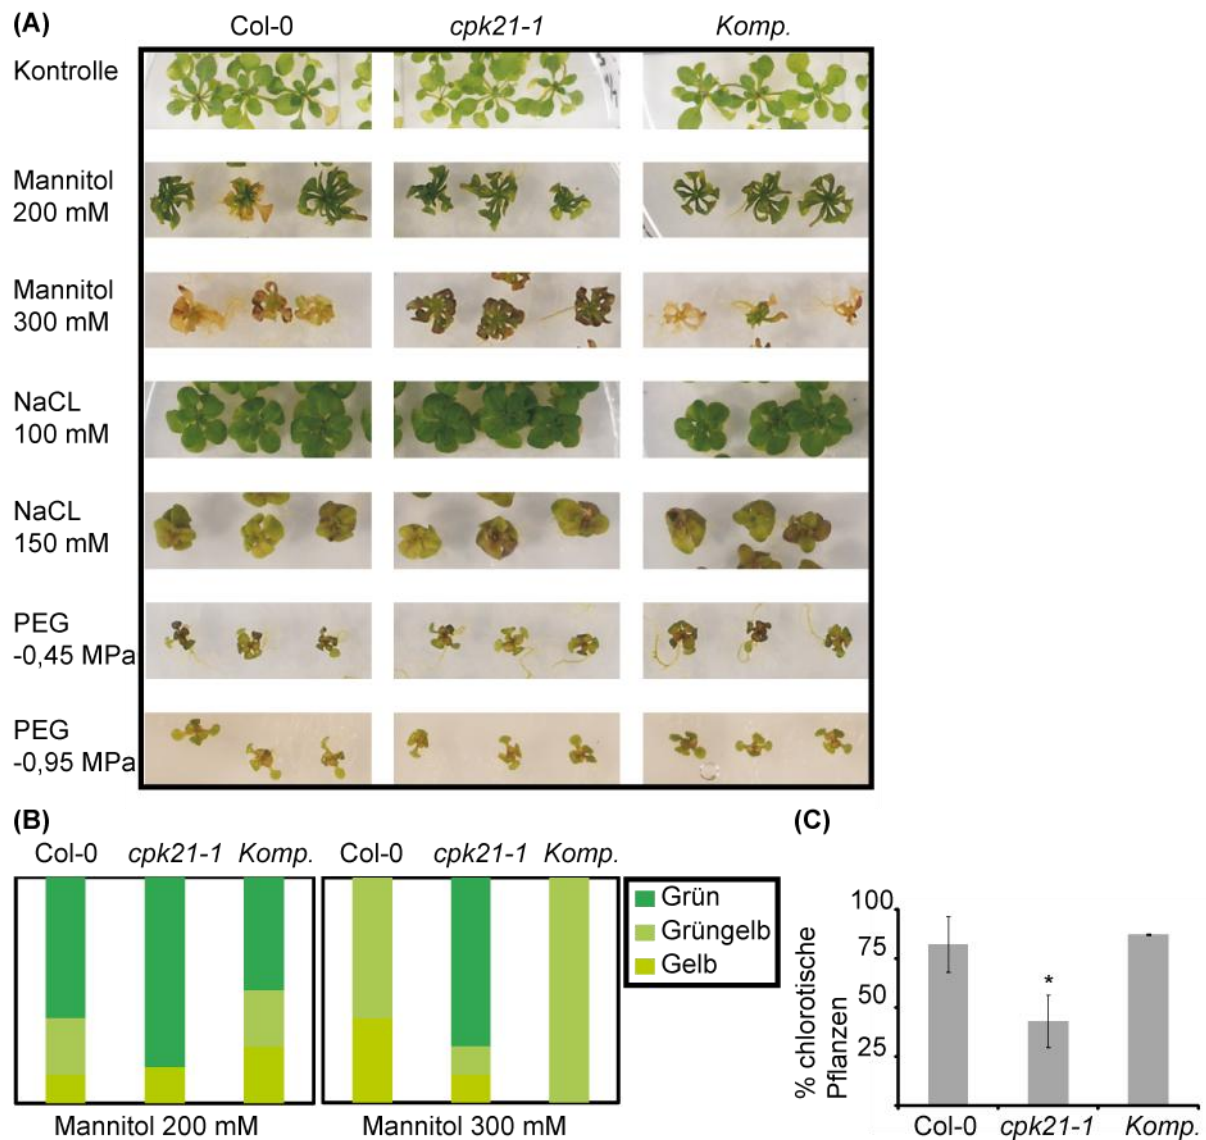 (A)
Col-0 cpk21-1 Komp.
Kontrolle
Mannitol
200 mM
Mannitol
300 mM
NaCL
100 mM
NaCL
150 mM
PEG
-0,45 MPa
PEG
-0,95 MPa
(B)
Col-0 cpk21-1 Komp. Col-0 cpk21-1 Komp.
Grün
Grüngelb
Gelb
Mannitol 200 mM Mannitol 300 mM
(C)
% chlorotische
Pflanzen
100
75
50
25
*
Col-0 cpk21-1 Komp.